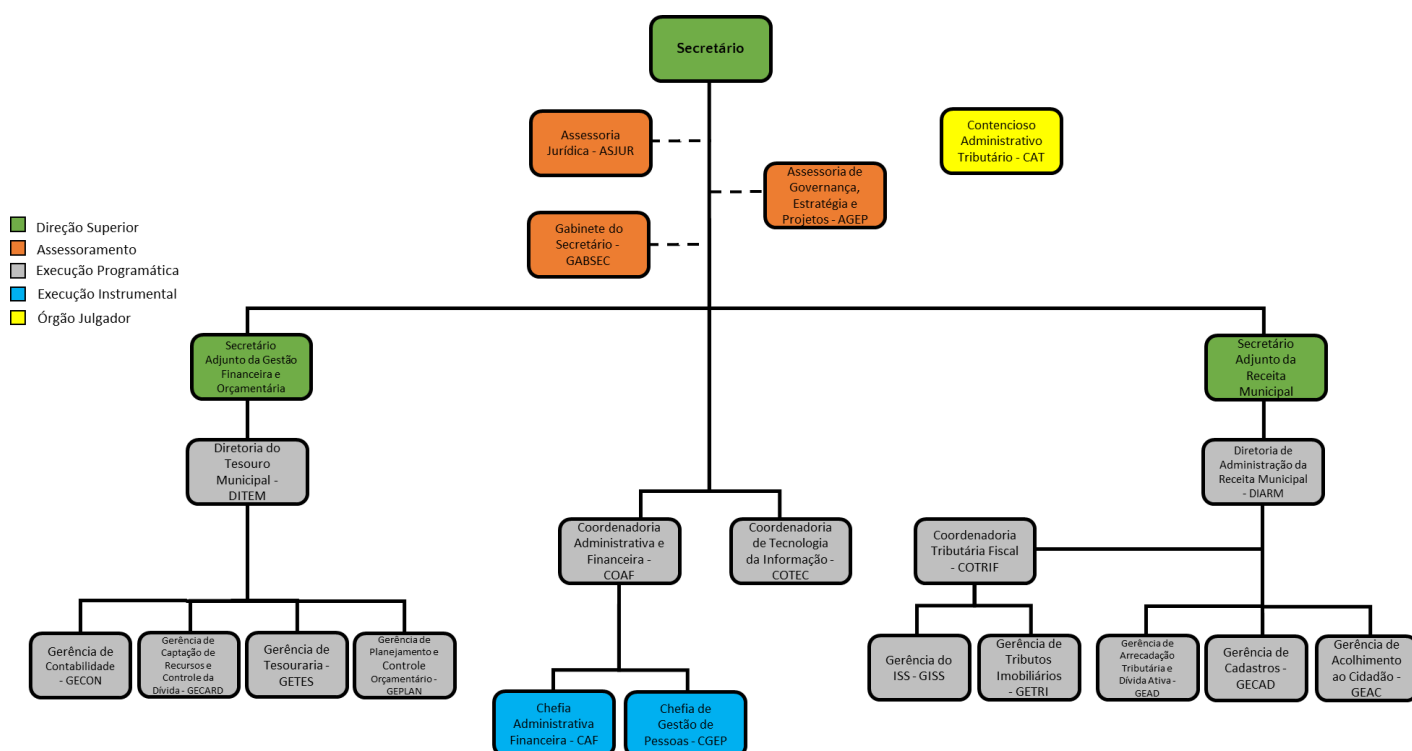 Secretário
Assessoria
Jurídica - ASJUR
Contencioso
Administrativo
Tributário - CAT
Assessoria de
Governança,
Estratégia e
Projetos - AGEP
Gabinete do
Secretário -
GABSEC
Direção Superior
Assessoramento
Execução Programática
Execução Instrumental
Órgão Julgador
Secretário
Adjunto da Gestão
Financeira e
Orçamentária
Secretário
Adjunto da
Receita
Municipal
Diretoria do
Tesouro
Municipal -
DITEM
Diretoria de
Administração da
Receita Municipal
- DIARM
Coordenadoria
Administrativa e
Financeira -
COAF
Coordenadoria
de Tecnologia
da Informação -
COTEC
Coordenadoria
Tributária Fiscal
- COTRIF
Gerência de
Contabilidade -
GECON
Gerência de
Captação de
Recursos e
Controle da
Dívida - GECARD
Gerência de
Tesouraria -
GETES
Gerência de
Planejamento e
Controle
Orçamentário -
GEPLAN
Gerência do
ISS - GISS
Gerência de
Tributos
Imobiliários
- GETRI
Gerência de
Arrecadação
Tributária e
Dívida Ativa -
GEAD
Gerência de
Cadastros -
GECAD
Gerência de
Acolhimento
ao Cidadão -
GEAC
Chefia
Administrativa
Financeira - CAF
Chefia de
Gestão de
Pessoas - CGEP